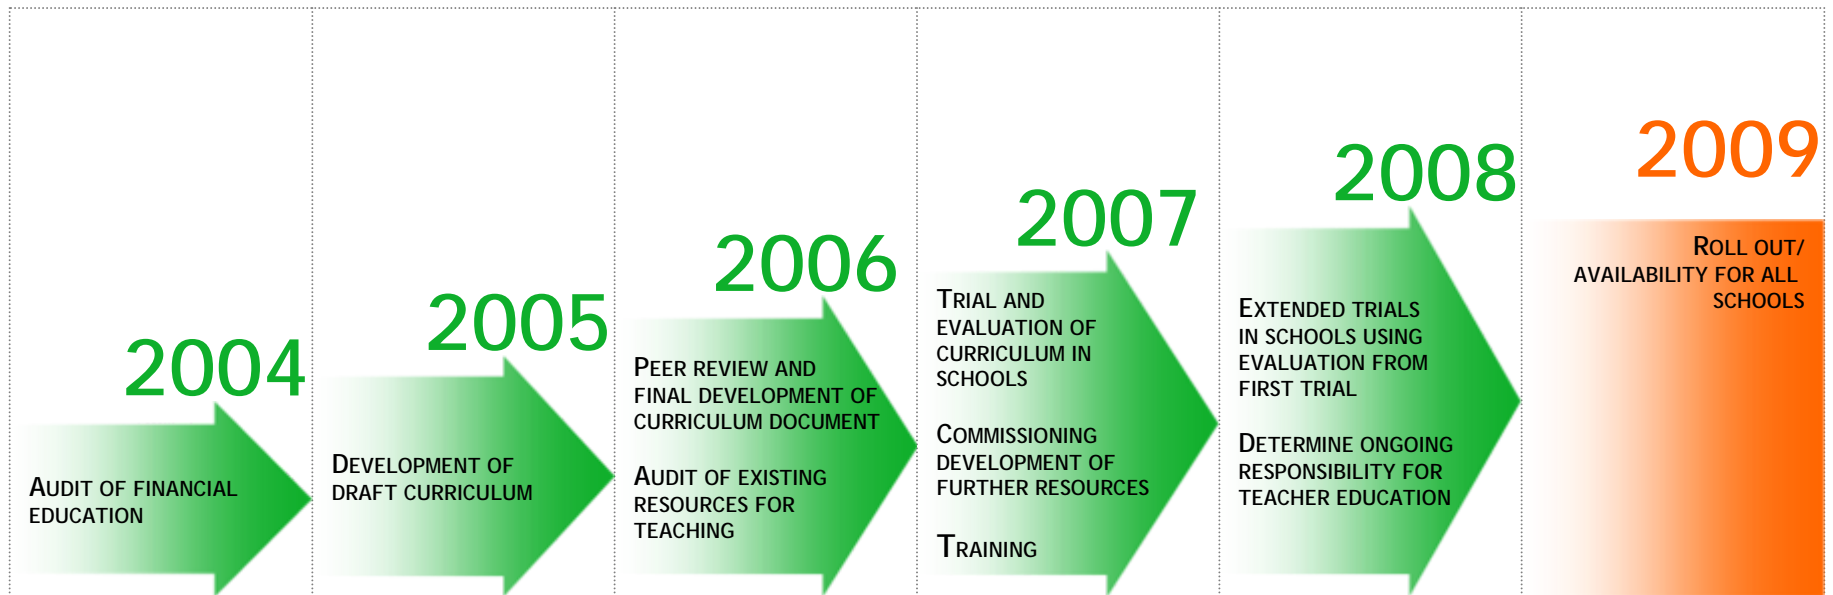 2004
AUDIT OF FINANCIAL
EDUCATION
2005
DEVELOPMENT OF
DRAFT CURRICULUM
2006
PEER REVIEW AND
FINAL DEVELOPMENT OF
CURRICULUM DOCUMENT
AUDIT OF EXISTING
RESOURCES FOR
TEACHING
2007
TRIAL AND
EVALUATION OF
CURRICULUM IN
SCHOOLS
COMMISSIONING
DEVELOPMENT OF
FURTHER RESOURCES
TRAINING
2008
EXTENDED TRIALS
IN SCHOOLS USING
EVALUATION FROM
FIRST TRIAL
DETERMINE ONGOING
RESPONSIBILITY FOR
TEACHER EDUCATION
2009
ROLL OUT/
AVAILABILITY FOR ALL
SCHOOLS